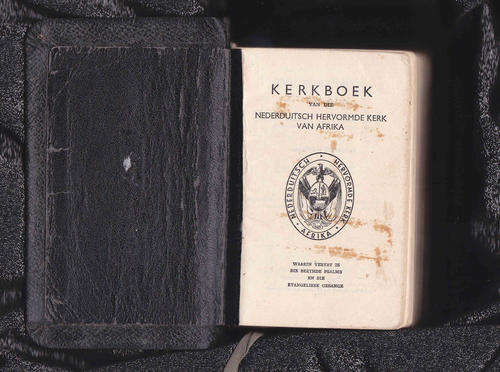 KERKBOEK
VAN DIE
NEDERDUITSCH HERVORMDE KERK
VAN AFRIKA
NEDERDUITSCH · HERVORMDE KERK · AFRIKA ·
WAARIN VERVAT IS
DIE BERYMDE PSALMS
EN DIE
EVANGELIESE GESANGE